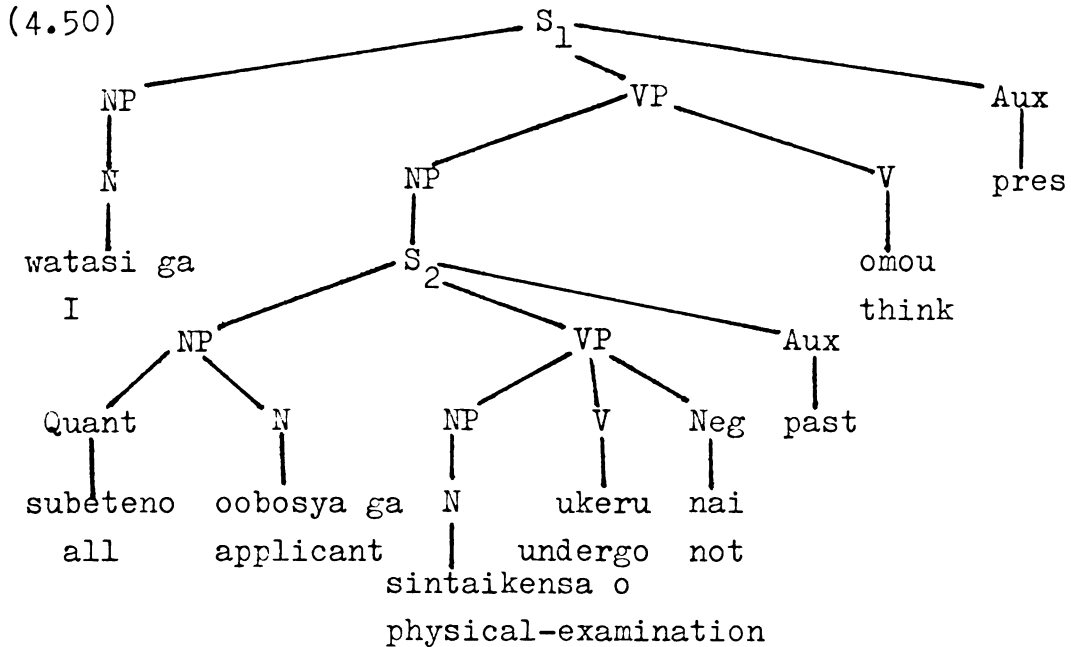 (4.50) S1
NP VP Aux
N NP V pres
watasi ga S2 omou
I think
NP VP Aux
Quant N NP V Neg past
subeteno oobosya ga N ukeru nai
all applicant undergo not
sintaikensa o
physical-examination